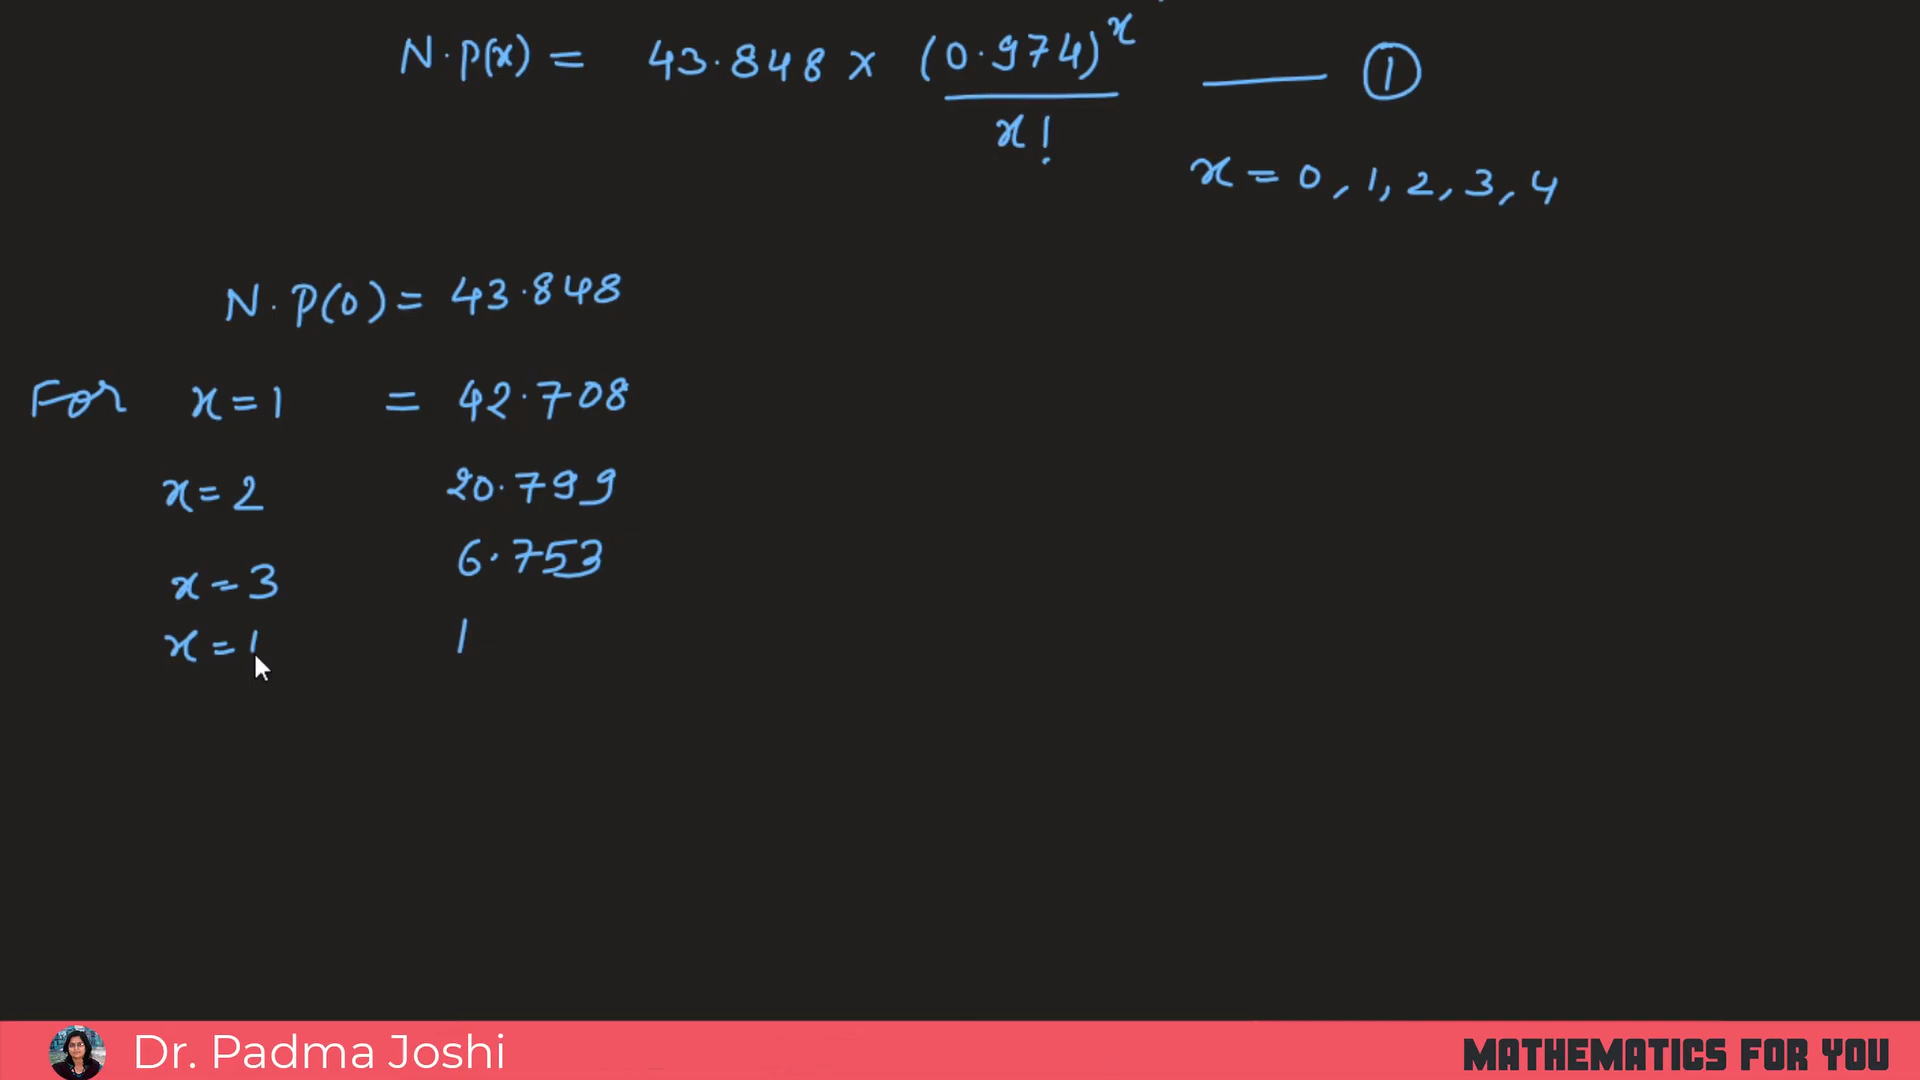 N·P(x) = 43.848 × (0.974)^x / x! —— ①
x = 0, 1, 2, 3, 4
N·P(0) = 43.848
For x = 1 = 42.708
x = 2 20.799
x = 3 6.753
x = 1 1
Dr. Padma Joshi
MATHEMATICS FOR YOU